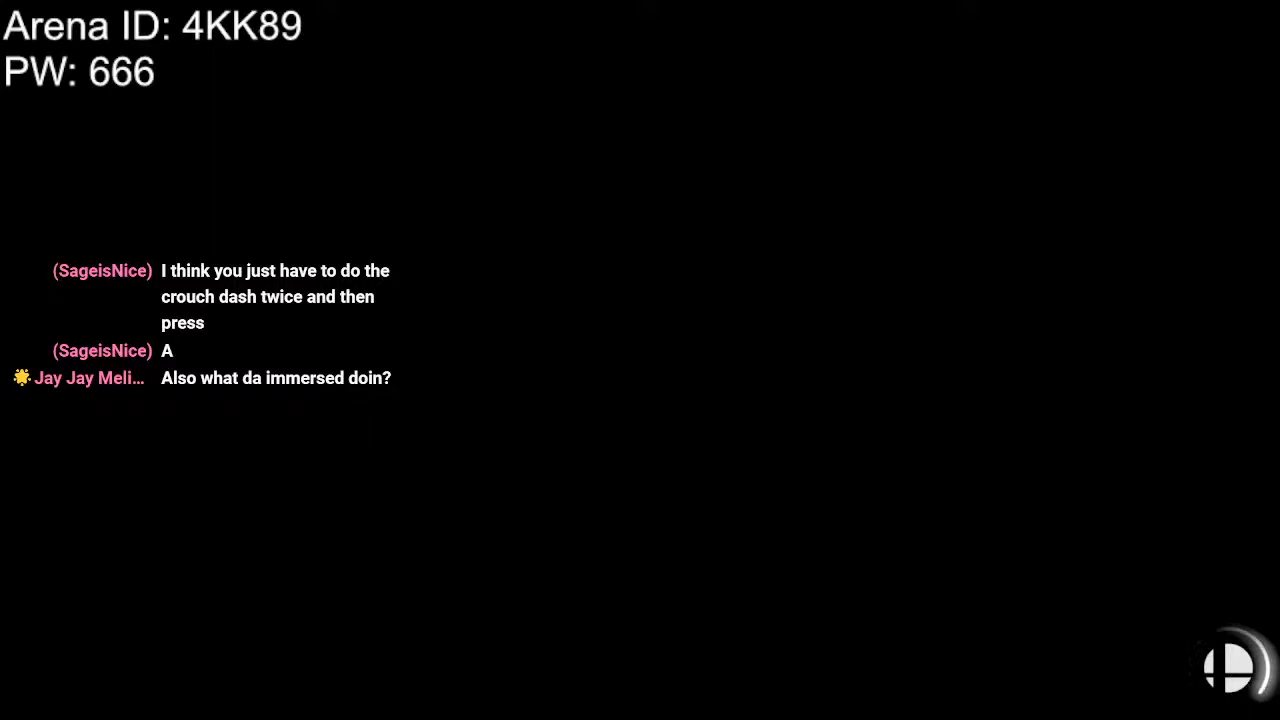 Arena ID: 4KK89
PW: 666
(SageisNice) I think you just have to do the
crouch dash twice and then
press
(SageisNice) A
🌟Jay Jay Meli... Also what da immersed doin?